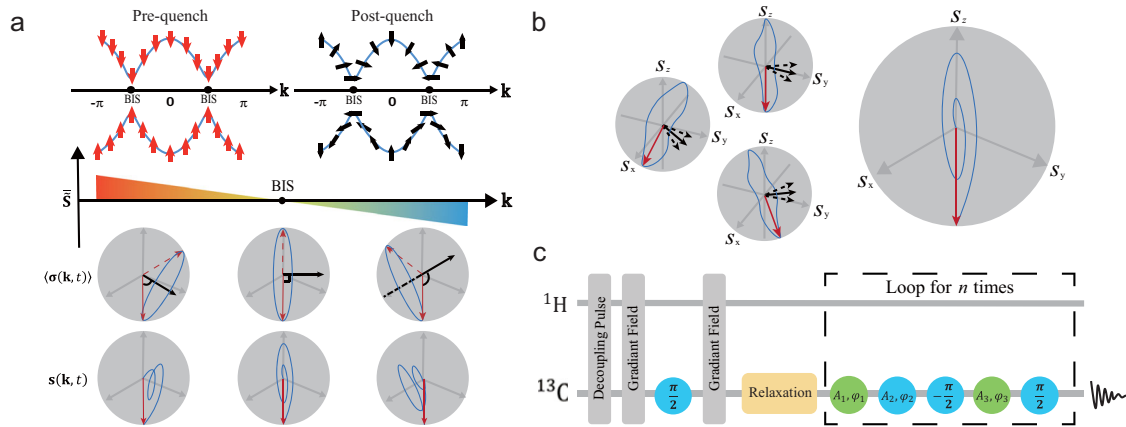 a
Pre-quench
Post-quench
-π BIS 0 BIS π k
-π BIS 0 BIS π k
s̄̃
BIS
k
⟨σ(k, t)⟩
s(k, t)
b
S_z
S_y
S_x
S_z
S_y
S_x
S_z
S_y
S_x
S_z
S_y
S_x
c
Loop for n times
¹H
Decoupling Pulse
Gradiant Field
Gradiant Field
¹³C
π/2
Relaxation
A₁, φ₁
A₂, φ₂
-π/2
A₃, φ₃
π/2